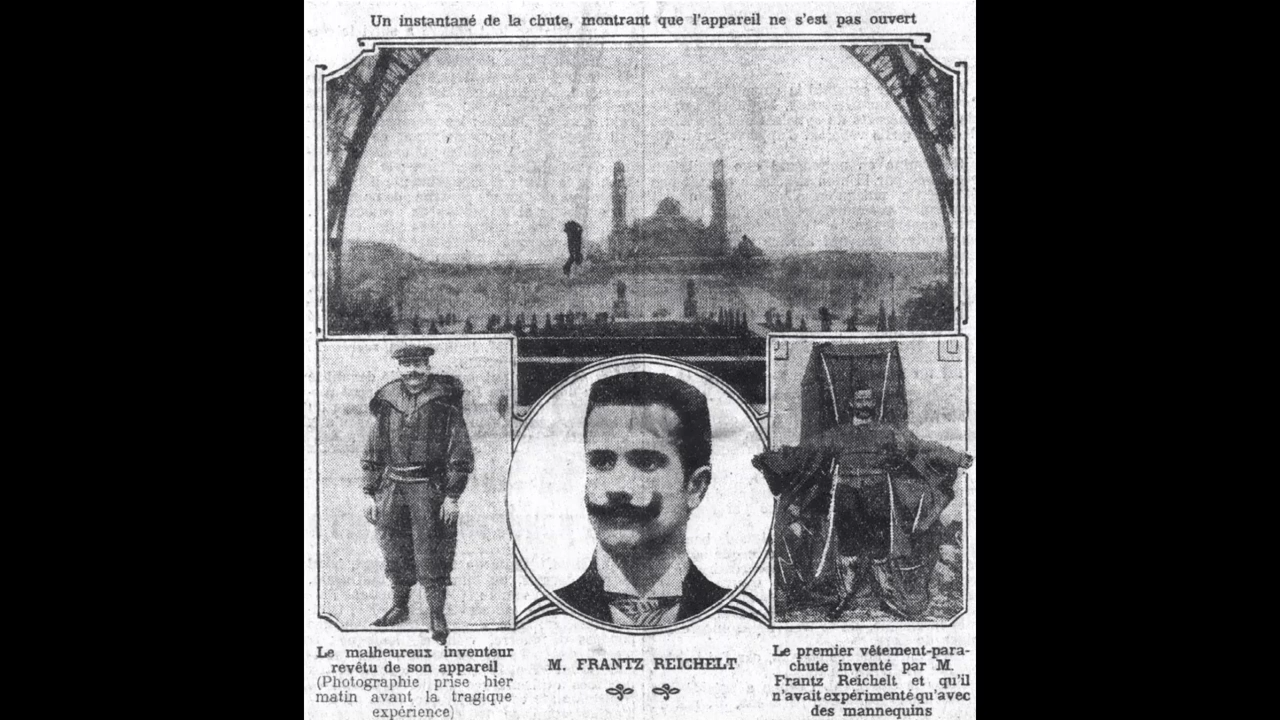 Un instantané de la chute, montrant que l'appareil ne s'est pas ouvert
Le malheureux inventeur
revêtu de son appareil
(Photographie prise hier
matin avant la tragique
expérience)
M. FRANTZ REICHELT
Le premier vêtement-para-
chute inventé par M.
Frantz Reichelt et qu'il
n'avait expérimenté qu'avec
des mannequins